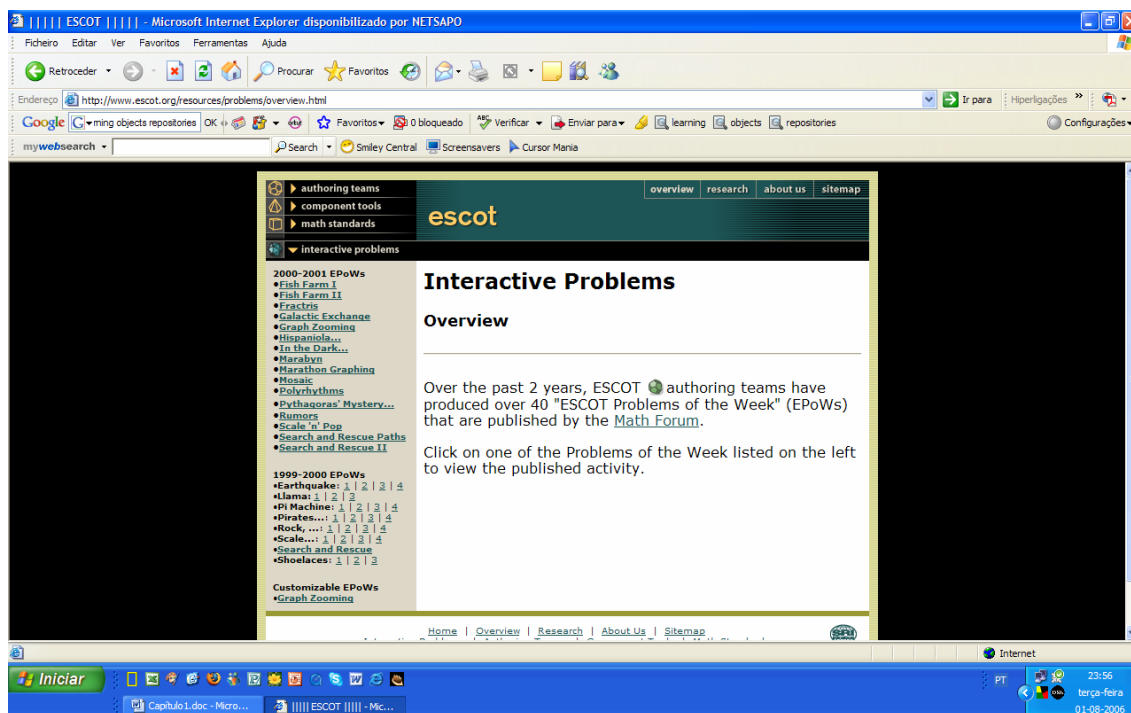 ||||| ESCOT ||||| - Microsoft Internet Explorer disponibilizado por NETSAPO
Ficheiro Editar Ver Favoritos Ferramentas Ajuda
Retroceder Procurar Favoritos
Endereço http://www.escot.org/resources/problems/overview.html Ir para Hiperligações »
Google ming objects repositories OK Favoritos 0 bloqueado Verificar Enviar para learning objects repositories Configurações
mywebsearch Search Smiley Central Screensavers Cursor Mania
authoring teams
component tools
math standards
interactive problems
overview research about us sitemap
escot
2000-2001 EPoWs
•Fish Farm I
•Fish Farm II
•Fractris
•Galactic Exchange
•Graph Zooming
•Hispaniola...
•In the Dark...
•Marabyn
•Marathon Graphing
•Mosaic
•Polyrhythms
•Pythagoras' Mystery...
•Rumors
•Scale 'n' Pop
•Search and Rescue Paths
•Search and Rescue II
1999-2000 EPoWs
•Earthquake: 1 | 2 | 3 | 4
•Llama: 1 | 2 | 3
•Pi Machine: 1 | 2 | 3 | 4
•Pirates...: 1 | 2 | 3 | 4
•Rock, ...: 1 | 2 | 3 | 4
•Scale...: 1 | 2 | 3 | 4
•Search and Rescue
•Shoelaces: 1 | 2 | 3
Customizable EPoWs
•Graph Zooming
Interactive Problems
Overview
Over the past 2 years, ESCOT authoring teams have
produced over 40 "ESCOT Problems of the Week" (EPoWs)
that are published by the Math Forum.
Click on one of the Problems of the Week listed on the left
to view the published activity.
Home | Overview | Research | About Us | Sitemap
SRI
Internet
Iniciar
Capítulo1.doc - Micro...
||||| ESCOT ||||| - Mic...
PT
23:56
terça-feira
01-08-2006